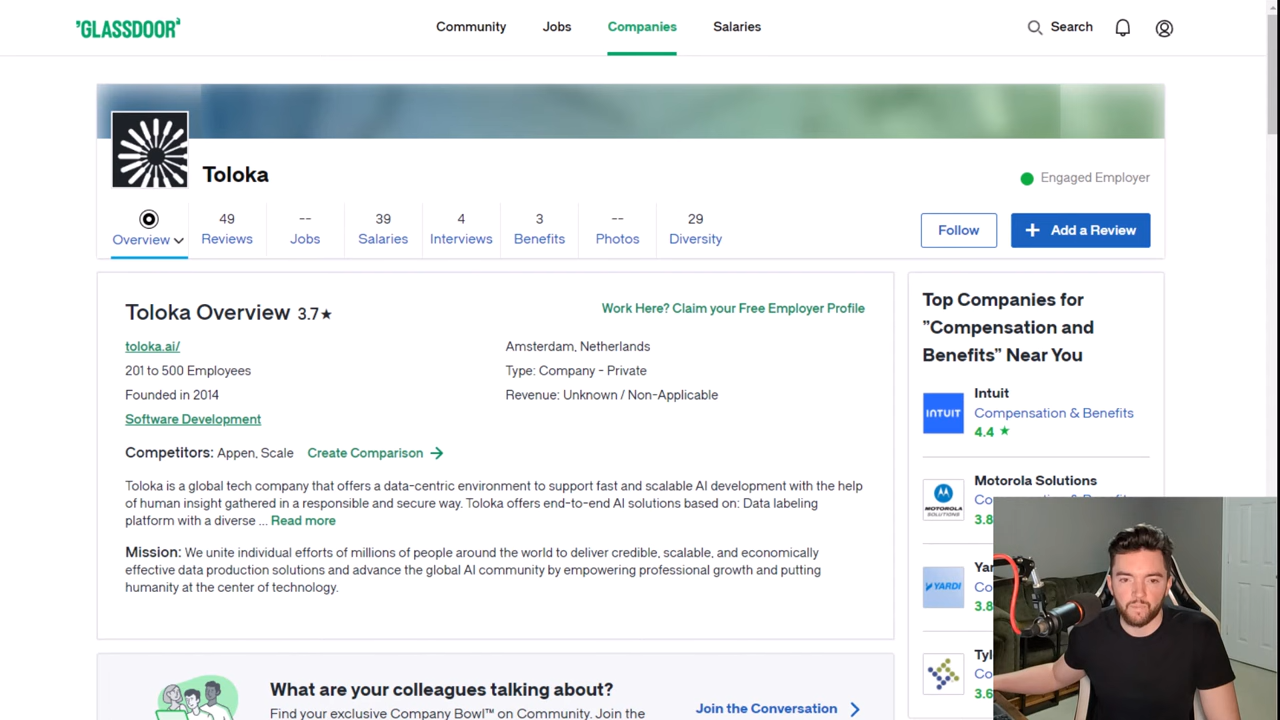 "GLASSDOOR"
Community
Jobs
Companies
Salaries
Search
Toloka
Engaged Employer
Overview
49
Reviews
--
Jobs
39
Salaries
4
Interviews
3
Benefits
--
Photos
29
Diversity
Follow
+ Add a Review
Toloka Overview 3.7★
Work Here? Claim your Free Employer Profile
toloka.ai/
Amsterdam, Netherlands
201 to 500 Employees
Type: Company - Private
Founded in 2014
Revenue: Unknown / Non-Applicable
Software Development
Competitors: Appen, Scale Create Comparison →
Toloka is a global tech company that offers a data-centric environment to support fast and scalable AI development with the help
of human insight gathered in a responsible and secure way. Toloka offers end-to-end AI solutions based on: Data labeling
platform with a diverse ... Read more
Mission: We unite individual efforts of millions of people around the world to deliver credible, scalable, and economically
effective data production solutions and advance the global AI community by empowering professional growth and putting
humanity at the center of technology.
What are your colleagues talking about?
Find your exclusive Company Bowl™ on Community. Join the
Join the Conversation
Top Companies for
"Compensation and
Benefits" Near You
INTUIT
Intuit
Compensation & Benefits
4.4 ★
MOTOROLA
SOLUTIONS
Motorola Solutions
3.8
YARDI
3.8
3.6